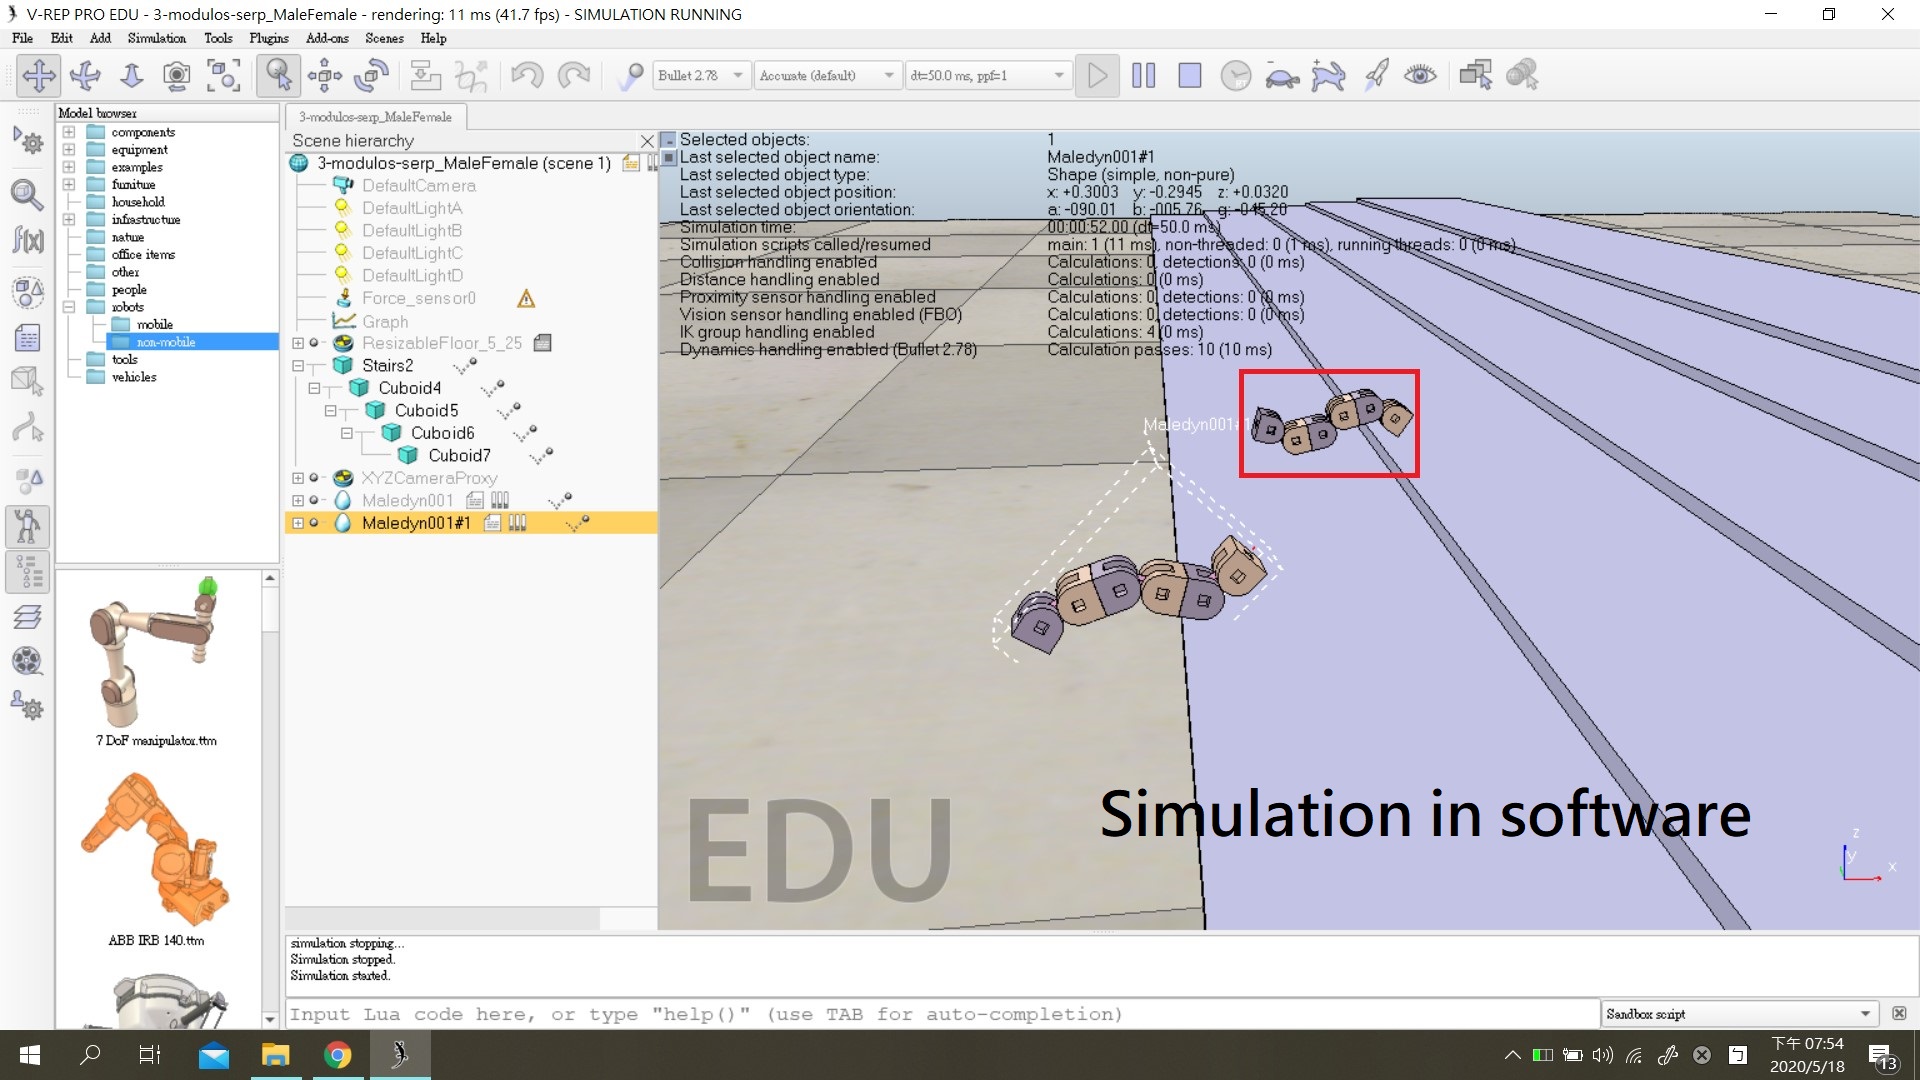 V-REP PRO EDU - 3-modulos-serp_MaleFemale - rendering: 11 ms (41.7 fps) - SIMULATION RUNNING
File Edit Add Simulation Tools Plugins Add-ons Scenes Help
Bullet 2.78 Accurate (default) dt=50.0 ms, ppf=1
Model browser
components
equipment
examples
furniture
household
infrastructure
nature
office items
other
people
robots
mobile
non-mobile
tools
vehicles
7 DoF manipulator.ttm
ABB IRB 140.ttm
3-modulos-serp_MaleFemale
Scene hierarchy
3-modulos-serp_MaleFemale (scene 1)
DefaultCamera
DefaultLightA
DefaultLightB
DefaultLightC
DefaultLightD
Force_sensor0
Graph
ResizableFloor_5_25
Stairs2
Cuboid4
Cuboid5
Cuboid6
Cuboid7
XYZCameraProxy
Maledyn001
Maledyn001#1
Selected objects: 1
Last selected object name: Maledyn001#1
Last selected object type: Shape (simple, non-pure)
Last selected object position: x: +0.3003 y: -0.2945 z: +0.0320
Last selected object orientation: a: -090.01 b: -005.76 g: -045.20
Simulation time: 00:00:52.00 (dt=50.0 ms)
Simulation scripts called/resumed main: 1 (11 ms), non-threaded: 0 (1 ms), running threads: 0 (0 ms)
Collision handling enabled Calculations: 0, detections: 0 (0 ms)
Distance handling enabled Calculations: 0 (0 ms)
Proximity sensor handling enabled Calculations: 0, detections: 0 (0 ms)
Vision sensor handling enabled (FBO) Calculations: 0, detections: 0 (0 ms)
IK group handling enabled Calculations: 4 (0 ms)
Dynamics handling enabled (Bullet 2.78) Calculation passes: 10 (10 ms)
Maledyn001#1
EDU
Simulation in software
z
y
x
simulation stopping...
Simulation stopped.
Simulation started.
Input Lua code here, or type "help()" (use TAB for auto-completion)
Sandbox script
下午 07:54
2020/5/18
13